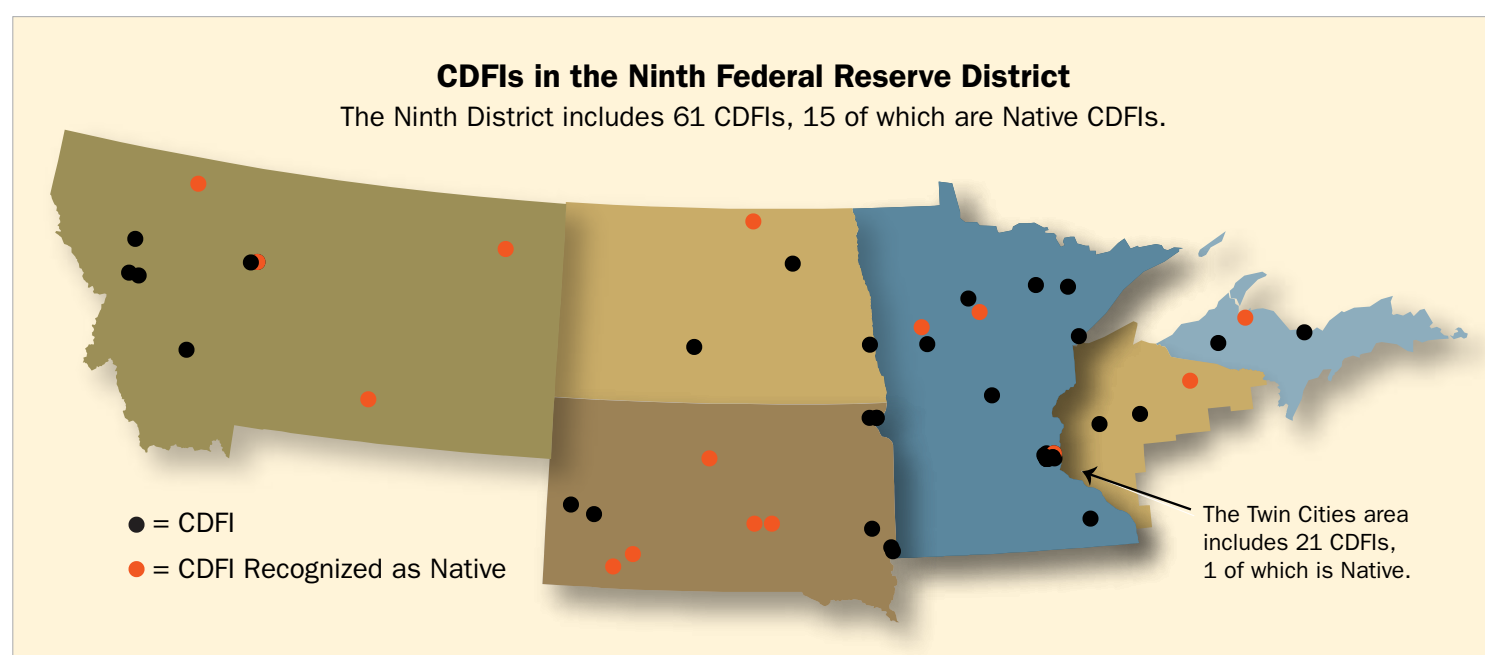 CDFIs in the Ninth Federal Reserve District
The Ninth District includes 61 CDFIs, 15 of which are Native CDFIs.
= CDFI
= CDFI Recognized as Native
The Twin Cities area
includes 21 CDFIs,
1 of which is Native.